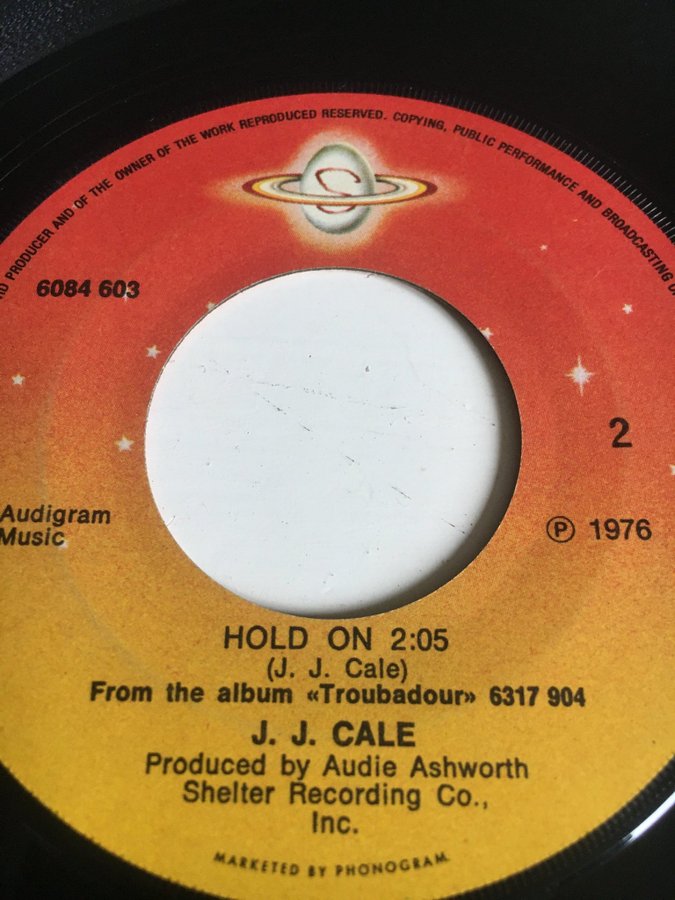 PRODUCER AND OF THE OWNER OF THE WORK REPRODUCED RESERVED. COPYING, PUBLIC PERFORMANCE AND BROADCASTING
6084 603
2
Audigram
Music
℗ 1976
HOLD ON 2:05
(J. J. Cale)
From the album «Troubadour» 6317 904
J. J. CALE
Produced by Audie Ashworth
Shelter Recording Co.,
Inc.
MARKETED BY PHONOGRAM